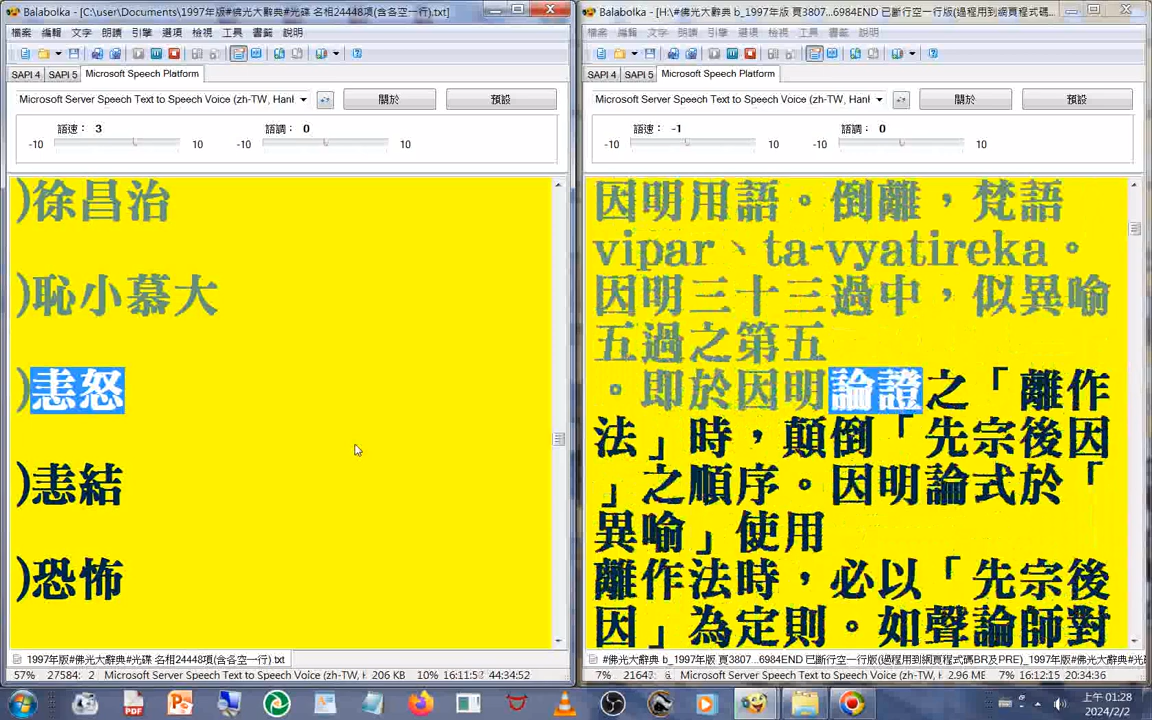 Balabolka - [C:\user\Documents\1997年版#佛光大辭典#光碟 名相24448項(含各空一行).txt]
檔案 編輯 文字 朗讀 引擎 選項 檢視 工具 書籤 說明
SAPI 4 SAPI 5 Microsoft Speech Platform
Microsoft Server Speech Text to Speech Voice (zh-TW, Hanl
關於 預設
語速： 3 語調： 0
-10 10 -10 10
)徐昌治
)恥小慕大
)恚怒
)恚結
)恐怖
1997年版#佛光大辭典#光碟 名相24448項(含各空一行).txt
57% 27584: 2 Microsoft Server Speech Text to Speech Voice (zh-TW, H 206 KB 10% 16:11:5 44:34:52
Balabolka - [H:\#佛光大辭典 b_1997年版 頁3807...6984END 已斷行空一行版(過程用到網頁程式碼...
檔案 編輯 文字 朗讀 引擎 選項 檢視 工具 書籤 說明
SAPI 4 SAPI 5 Microsoft Speech Platform
Microsoft Server Speech Text to Speech Voice (zh-TW, Hanl
關於 預設
語速： -1 語調： 0
-10 10 -10 10
因明用語。倒離，梵語
vipar、ta-vyatireka。
因明三十三過中，似異喻
五過之第五
。即於因明論證之「離作
法」時，顛倒「先宗後因
」之順序。因明論式於「
異喻」使用
離作法時，必以「先宗後
因」為定則。如聲論師對
#佛光大辭典 b_1997年版 頁3807...6984END 已斷行空一行版(過程用到網頁程式碼BR及PRE)_1997年版#佛光大辭典#光
7% 21647: Microsoft Server Speech Text to Speech Voice (zh-TW, H 2.96 ME 7% 16:12:15 20:34:36
上午 01:28
2024/2/2